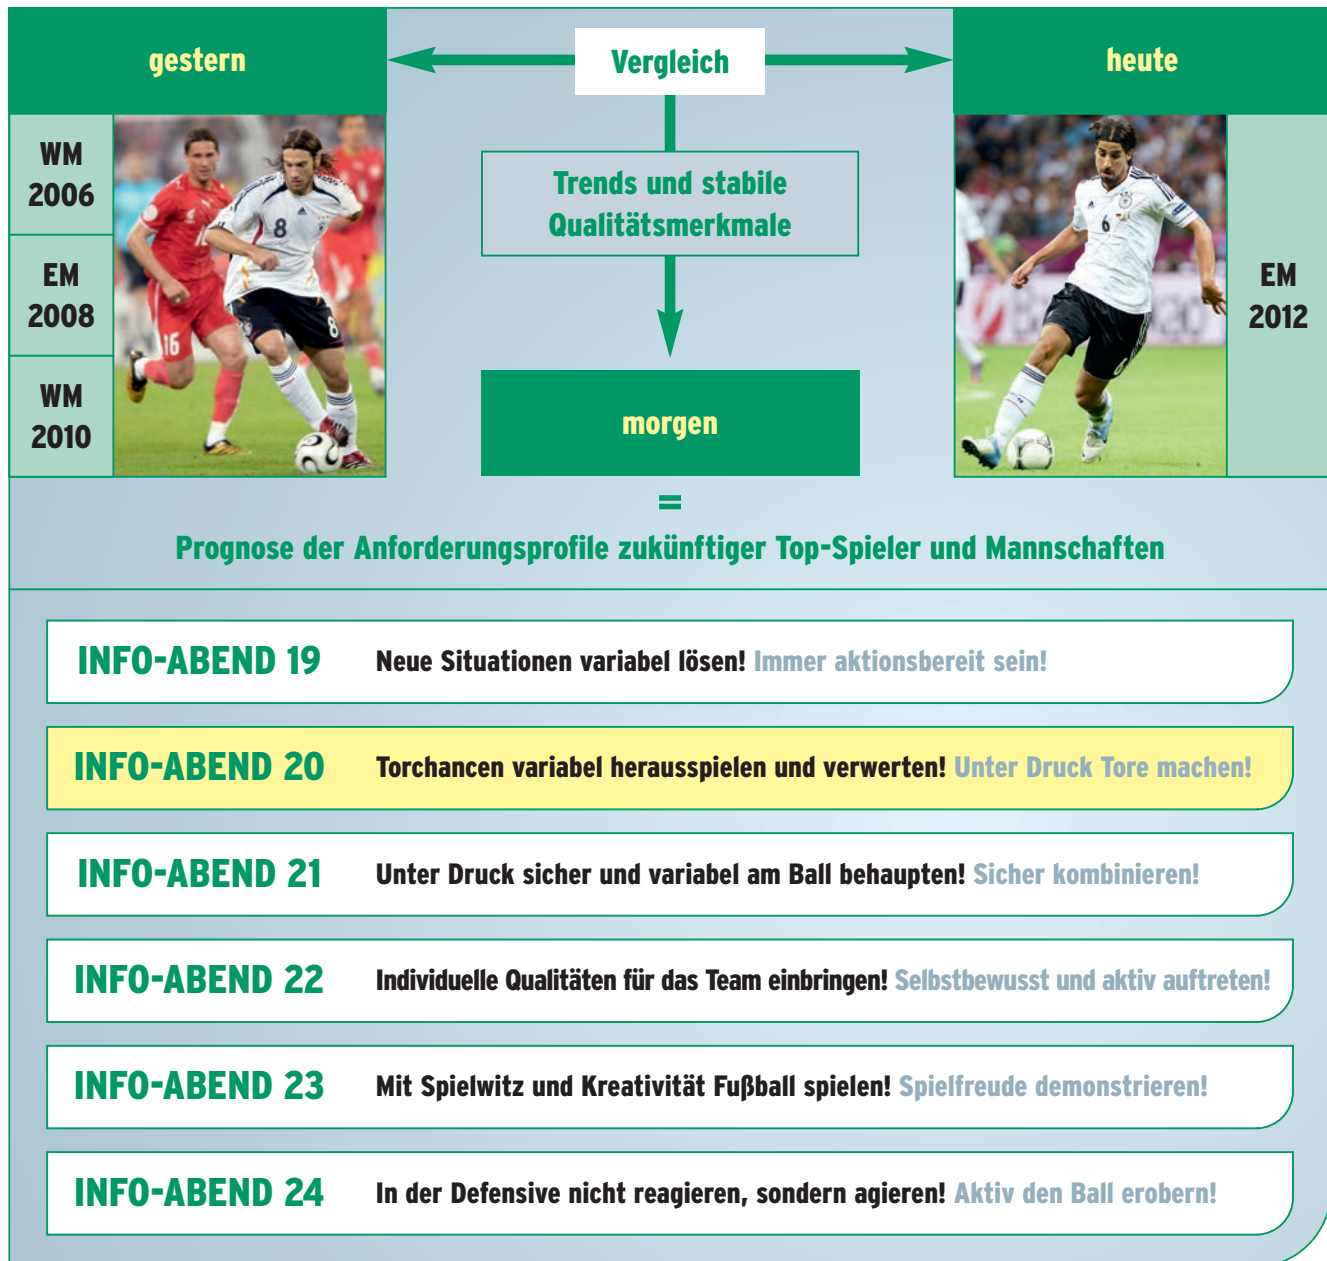 gestern
Vergleich
heute
WM
2006
EM
2008
WM
2010
8
8
16
Trends und stabile
Qualitätsmerkmale
morgen
6
6
EM
2012
=
Prognose der Anforderungsprofile zukünftiger Top-Spieler und Mannschaften
INFO-ABEND 19 Neue Situationen variabel lösen! Immer aktionsbereit sein!
INFO-ABEND 20 Torchancen variabel herausspielen und verwerten! Unter Druck Tore machen!
INFO-ABEND 21 Unter Druck sicher und variabel am Ball behaupten! Sicher kombinieren!
INFO-ABEND 22 Individuelle Qualitäten für das Team einbringen! Selbstbewusst und aktiv auftreten!
INFO-ABEND 23 Mit Spielwitz und Kreativität Fußball spielen! Spielfreude demonstrieren!
INFO-ABEND 24 In der Defensive nicht reagieren, sondern agieren! Aktiv den Ball erobern!